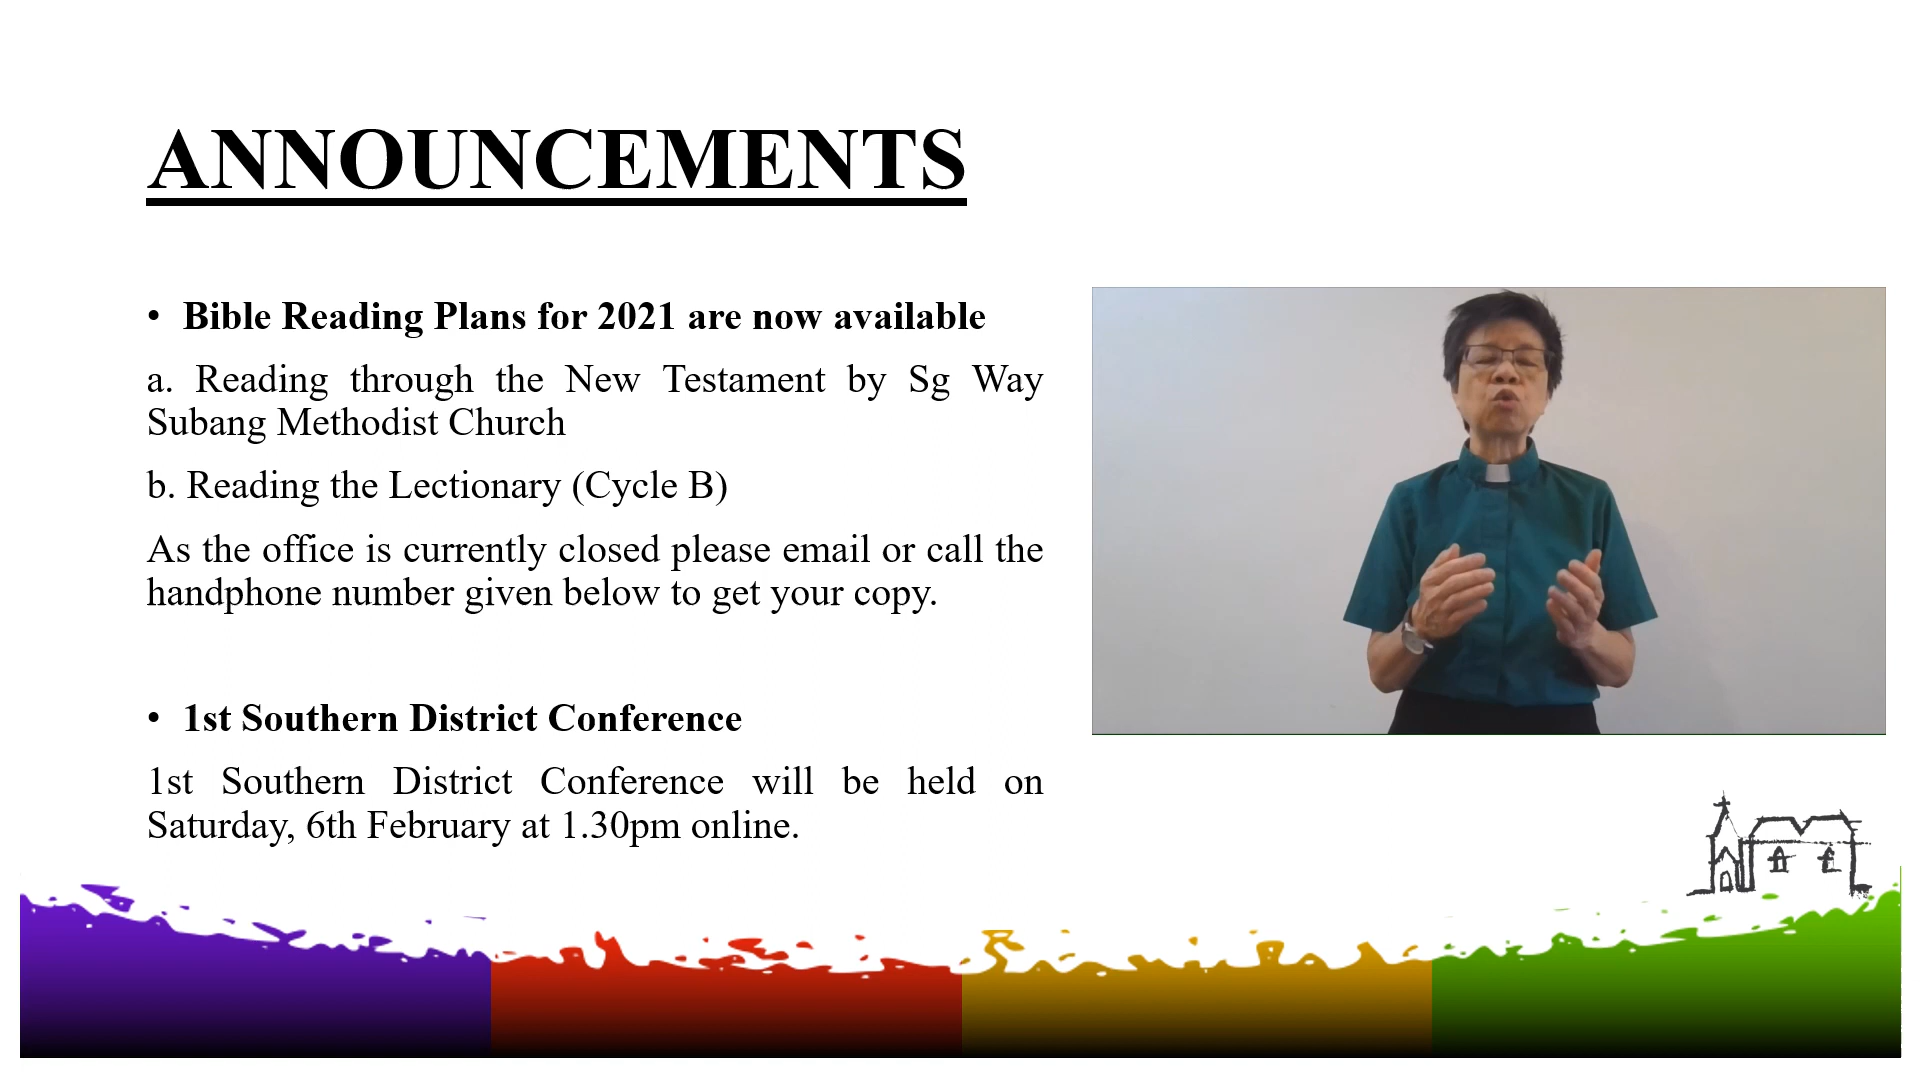 ANNOUNCEMENTS
• Bible Reading Plans for 2021 are now available
a. Reading through the New Testament by Sg Way
Subang Methodist Church
b. Reading the Lectionary (Cycle B)
As the office is currently closed please email or call the
handphone number given below to get your copy.
• 1st Southern District Conference
1st Southern District Conference will be held on
Saturday, 6th February at 1.30pm online.